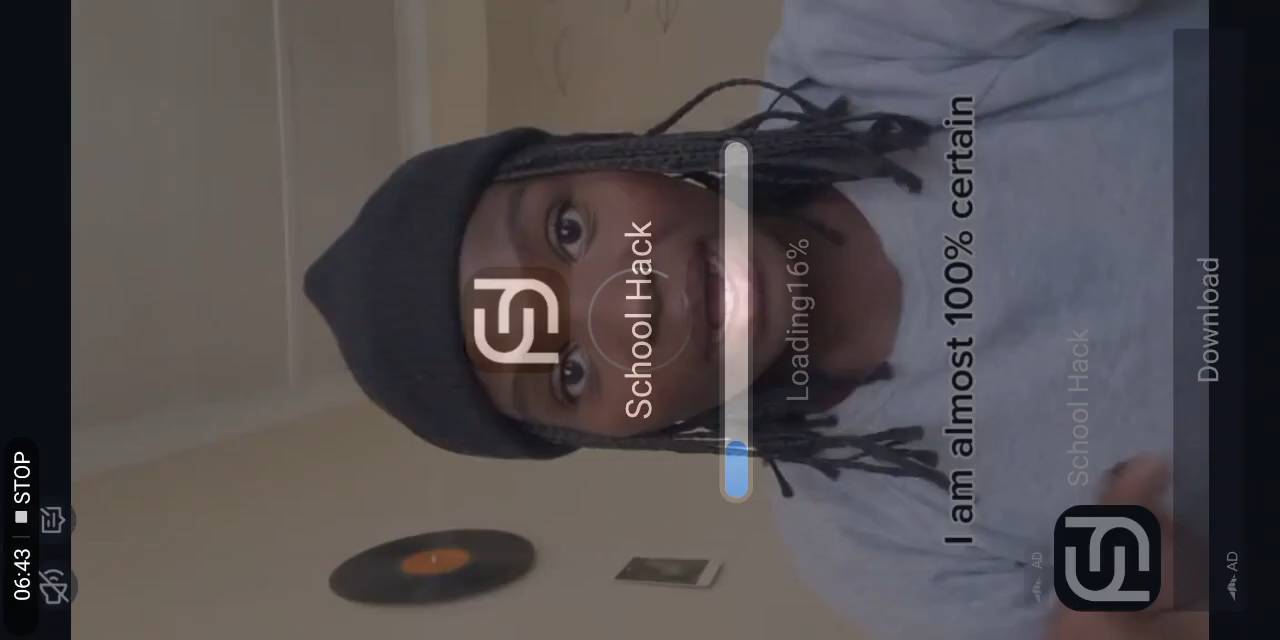 06:43
STOP
School Hack
Loading16%
I am almost 100% certain
School Hack
AD
Download
AD